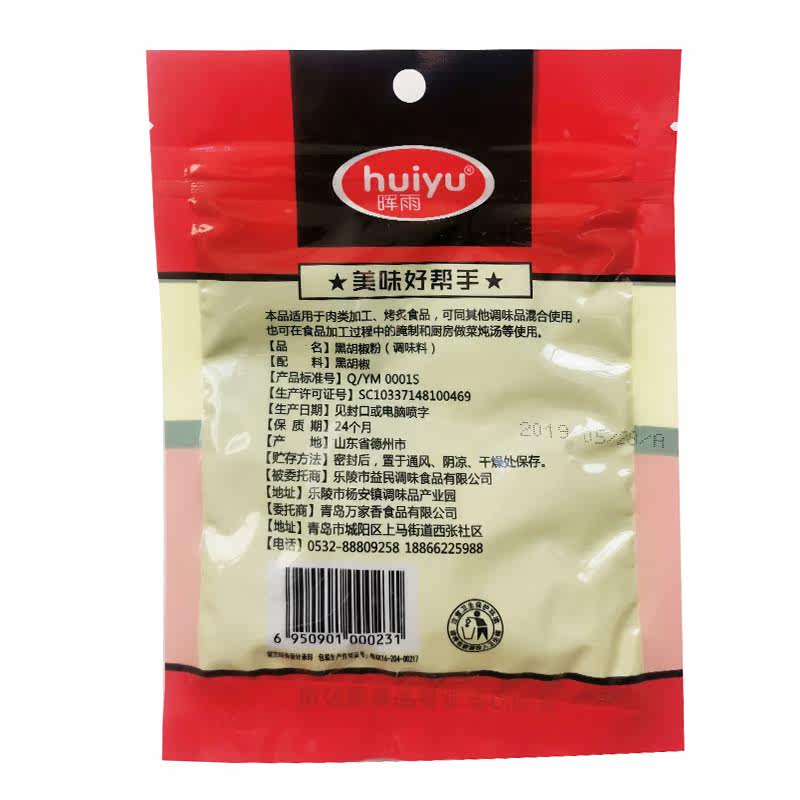 huiyu®
晖雨
★美味好帮手★
本品适用于肉类加工、烤炙食品，可同其他调味品混合使用，
也可在食品加工过程中的腌制和厨房做菜炖汤等使用。
【品 名】黑胡椒粉（调味料）
【配 料】黑胡椒
【产品标准号】Q/YM 0001S
【生产许可证号】SC10337148100469
【生产日期】见封口或电脑喷字
【保 质 期】24个月
【产 地】山东省德州市
【贮存方法】密封后，置于通风、阴凉、干燥处保存。
【被委托商】乐陵市益民调味食品有限公司
【地址】乐陵市杨安镇调味品产业园
【委托商】青岛万家香食品有限公司
【地址】青岛市城阳区上马街道西张社区
【电话】0532-88809258 18866225988
2019 05/28/A
6 950901 000231